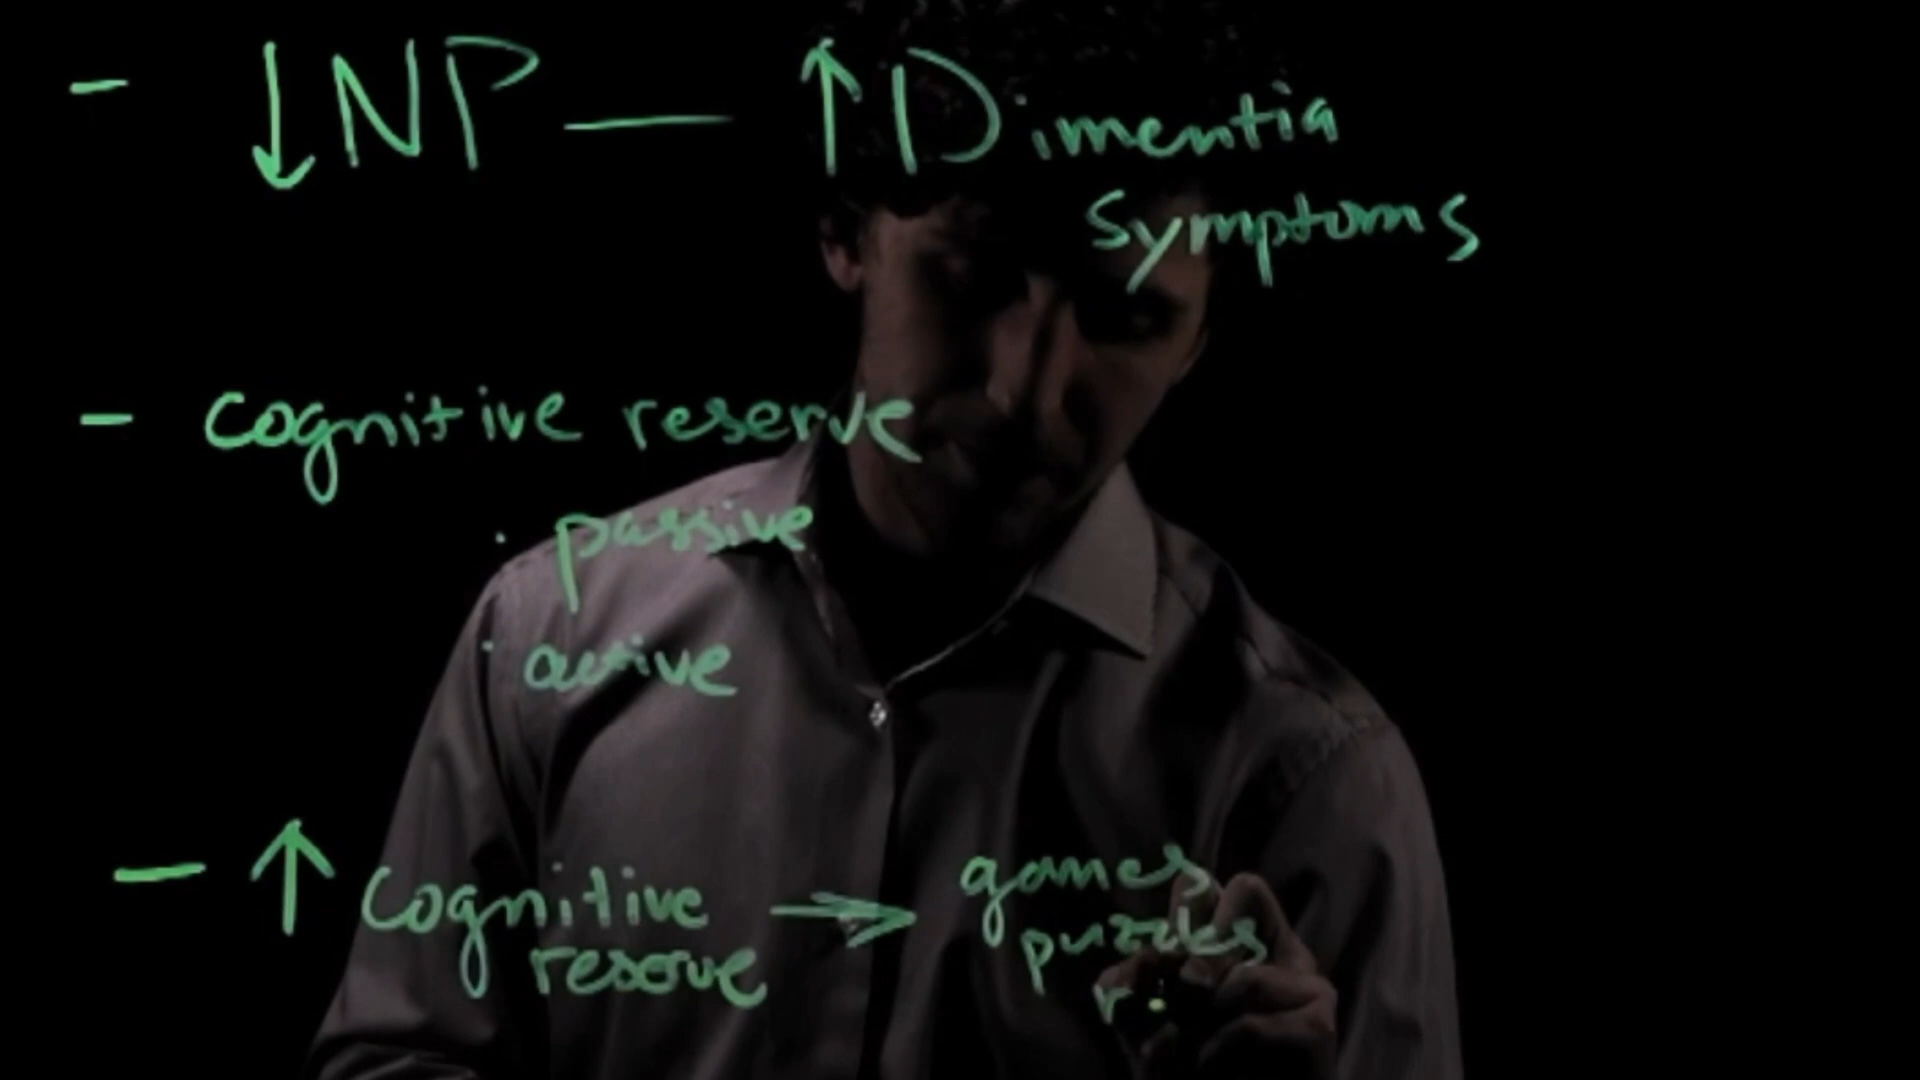 - ↓ NP — ↑ Dimentia
symptoms
- cognitive reserve
· passive
· active
- ↑ cognitive → games
reserve puzzles
r